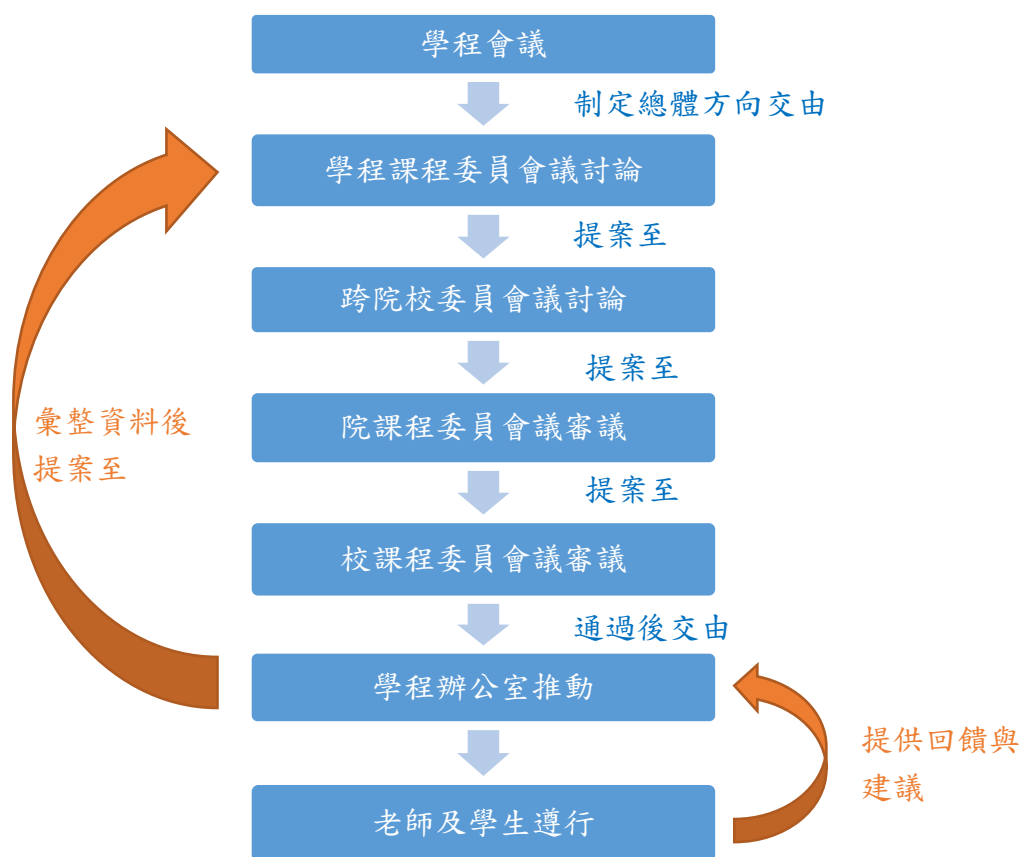 學程會議
制定總體方向交由
學程課程委員會議討論
提案至
跨院校委員會議討論
提案至
院課程委員會議審議
彙整資料後
提案至
提案至
校課程委員會議審議
通過後交由
學程辦公室推動
提供回饋與
建議
老師及學生遵行